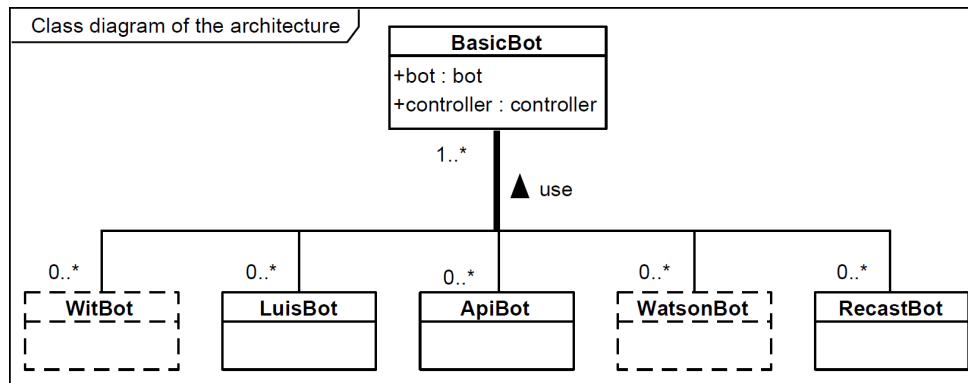 Class diagram of the architecture
BasicBot
+bot : bot
+controller : controller
1..*
use
0..* 0..* 0..* 0..* 0..*
WitBot LuisBot ApiBot WatsonBot RecastBot